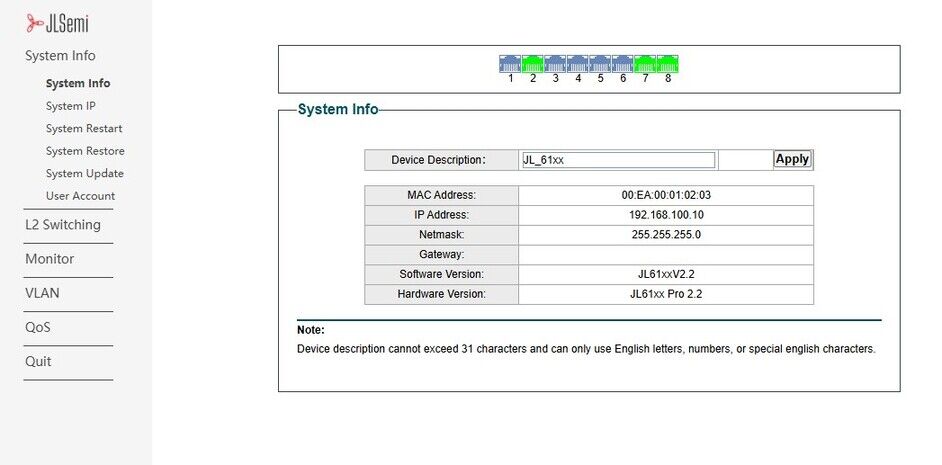 JLSemi
System Info
System Info
System IP
System Restart
System Restore
System Update
User Account
L2 Switching
Monitor
VLAN
QoS
Quit
1 2 3 4 5 6 7 8
System Info
Device Description: JL_61xx Apply
MAC Address: 00:EA:00:01:02:03
IP Address: 192.168.100.10
Netmask: 255.255.255.0
Gateway:
Software Version: JL61xxV2.2
Hardware Version: JL61xx Pro 2.2
Note:
Device description cannot exceed 31 characters and can only use English letters, numbers, or special english characters.